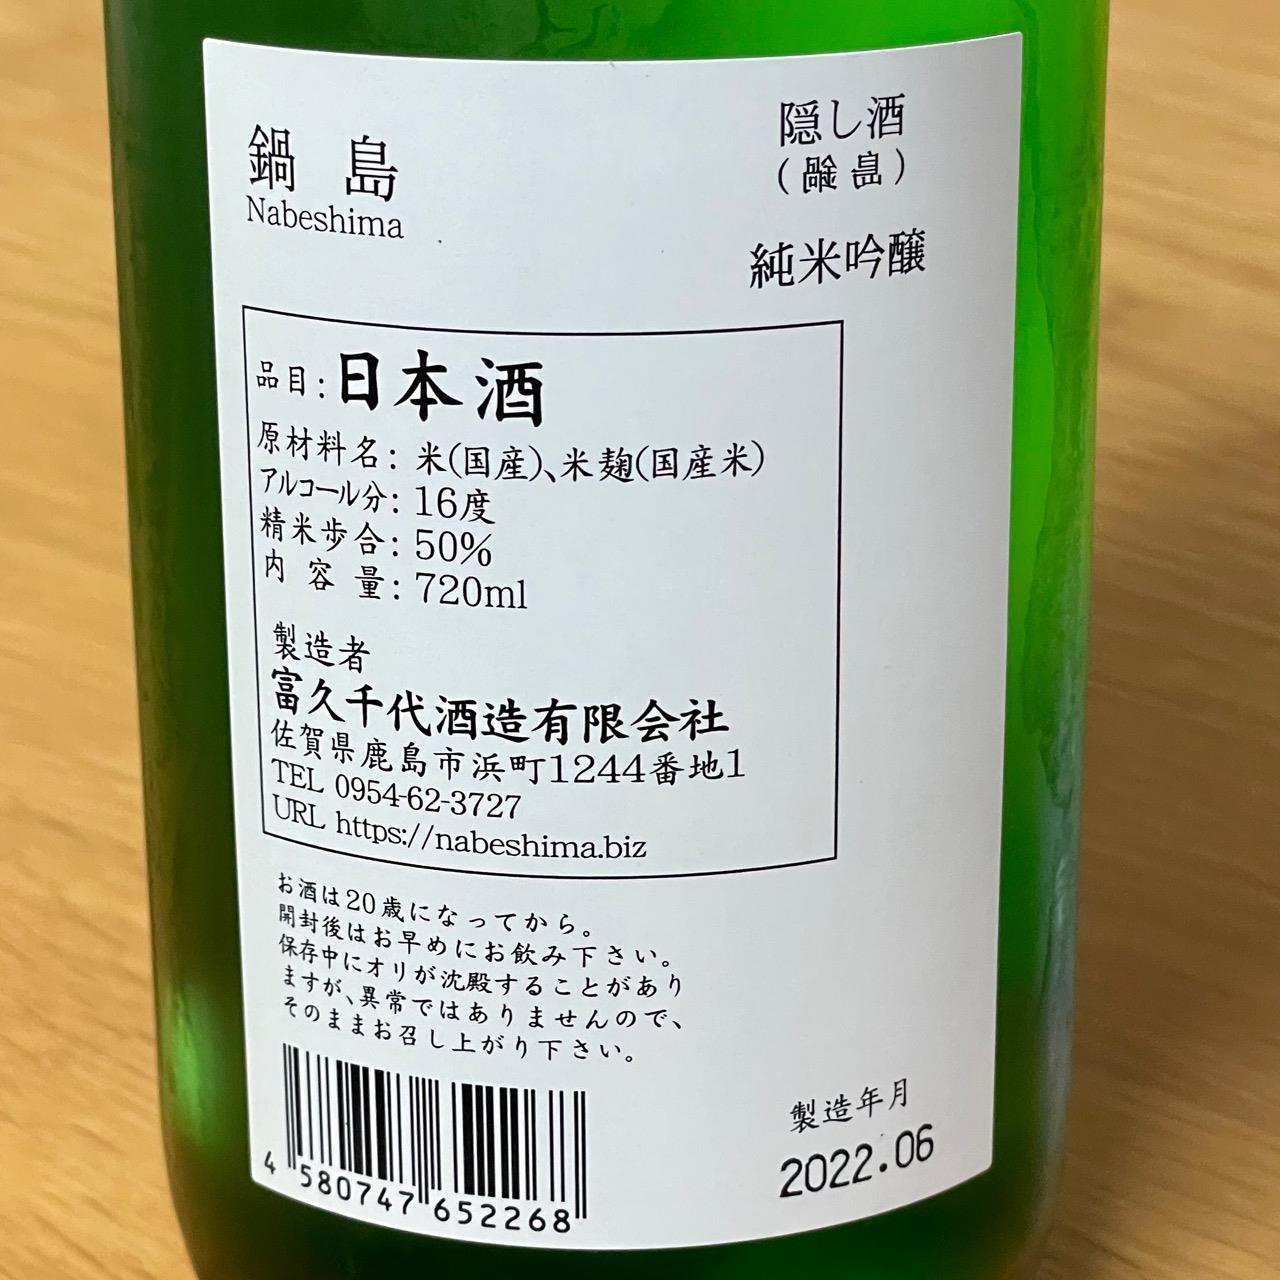 鍋島
Nabeshima
隠し酒
純米吟醸
品目:日本酒
原材料名:米(国産)、米麹(国産米)
アルコール分:16度
精米歩合:50%
内容量:720ml
製造者
富久千代酒造有限会社
佐賀県鹿島市浜町1244番地1
TEL 0954-62-3727
URL https://nabeshima.biz
お酒は20歳になってから。
開封後はお早めにお飲み下さい。
保存中にオリが沈殿することがあり
ますが、異常ではありませんので、
そのままお召し上がり下さい。
4 580747 652268
製造年月
2022.06